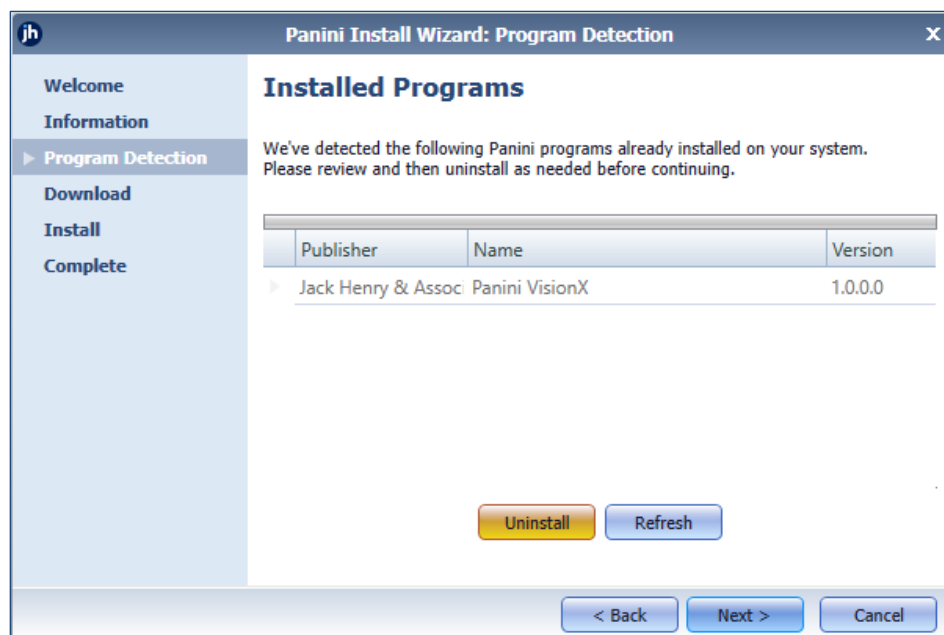 jh
Panini Install Wizard: Program Detection
X
Welcome
Information
Program Detection
Download
Install
Complete
Installed Programs
We've detected the following Panini programs already installed on your system.
Please review and then uninstall as needed before continuing.
Publisher Name Version
Jack Henry & Assoc Panini VisionX 1.0.0.0
Uninstall Refresh
< Back Next > Cancel